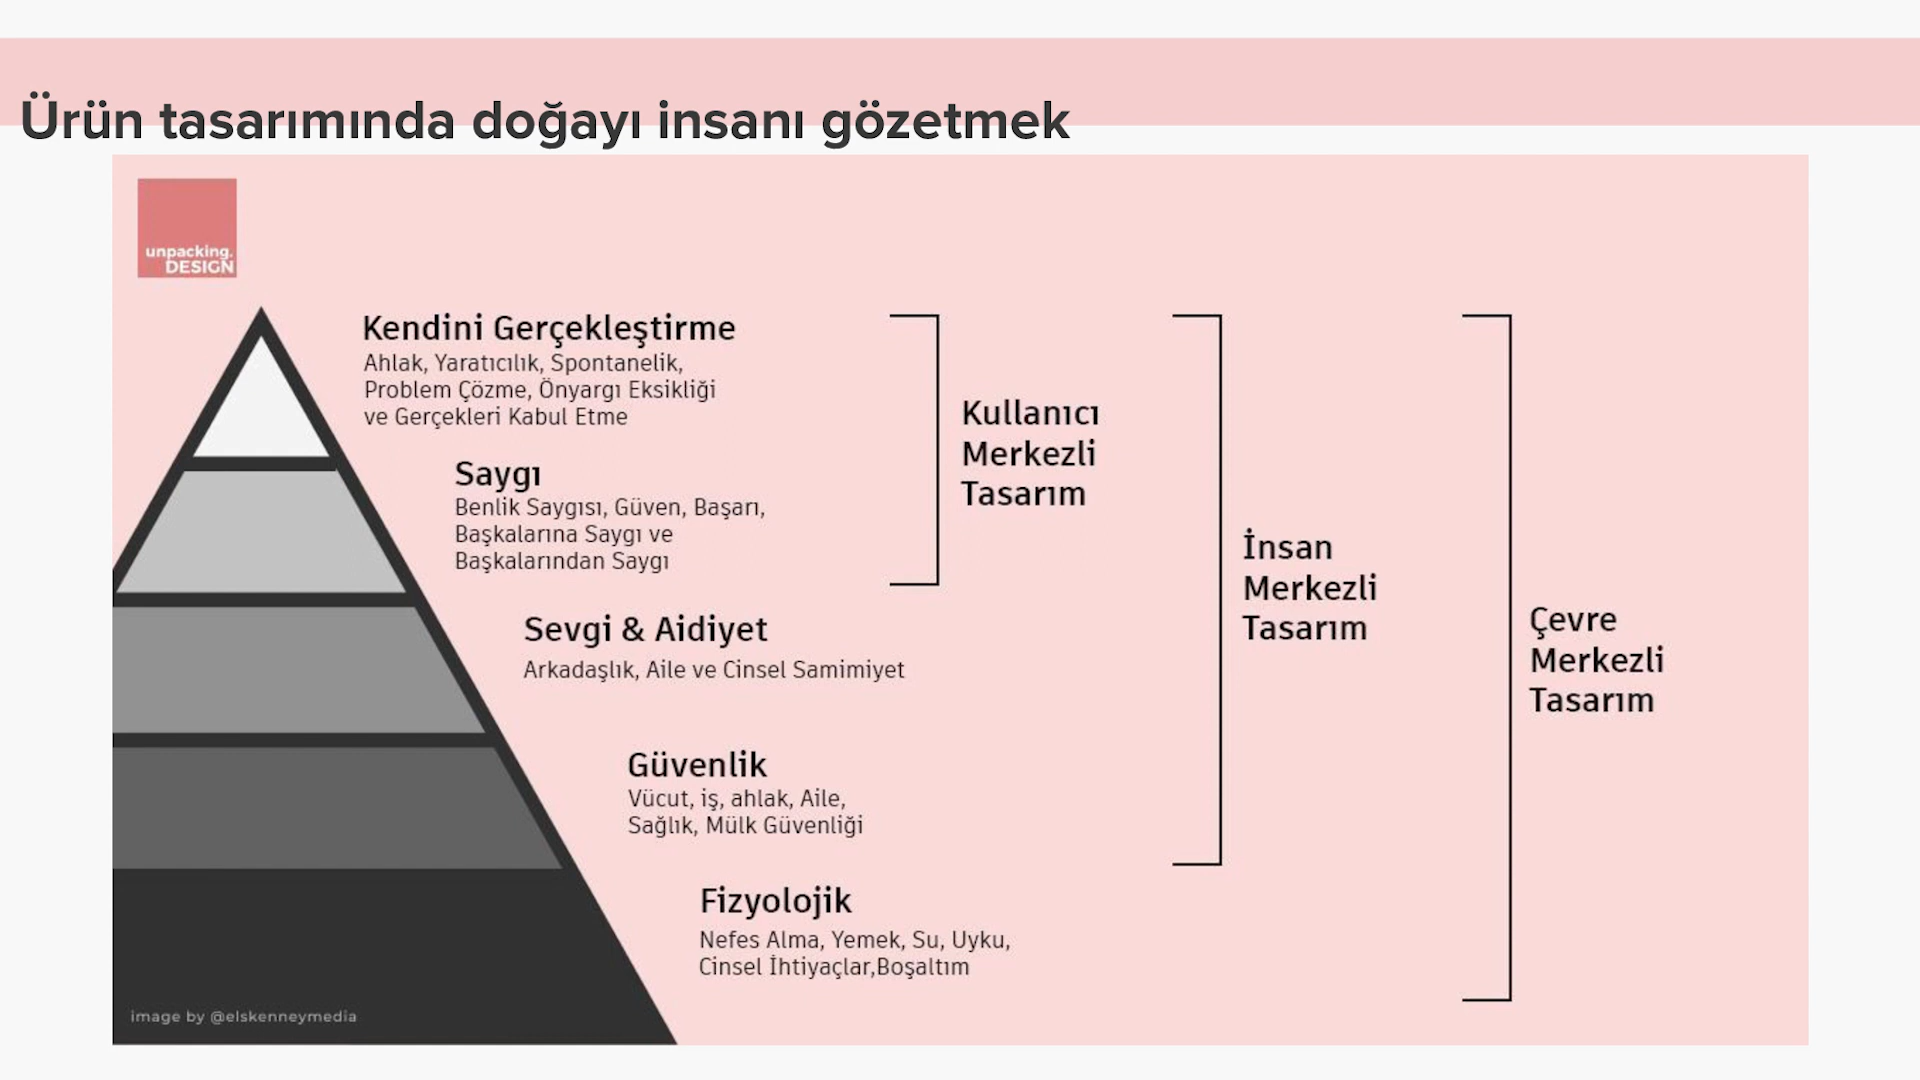 Ürün tasarımında doğayı insanı gözetmek
unpacking.
DESIGN
Kendini Gerçekleştirme
Ahlak, Yaratıcılık, Spontanelik,
Problem Çözme, Önyargı Eksikliği
ve Gerçekleri Kabul Etme
Saygı
Benlik Saygısı, Güven, Başarı,
Başkalarına Saygı ve
Başkalarından Saygı
Sevgi & Aidiyet
Arkadaşlık, Aile ve Cinsel Samimiyet
Güvenlik
Vücut, iş, ahlak, Aile,
Sağlık, Mülk Güvenliği
Fizyolojik
Nefes Alma, Yemek, Su, Uyku,
Cinsel İhtiyaçlar,Boşaltım
Kullanıcı
Merkezli
Tasarım
İnsan
Merkezli
Tasarım
Çevre
Merkezli
Tasarım
image by @elskenneymedia